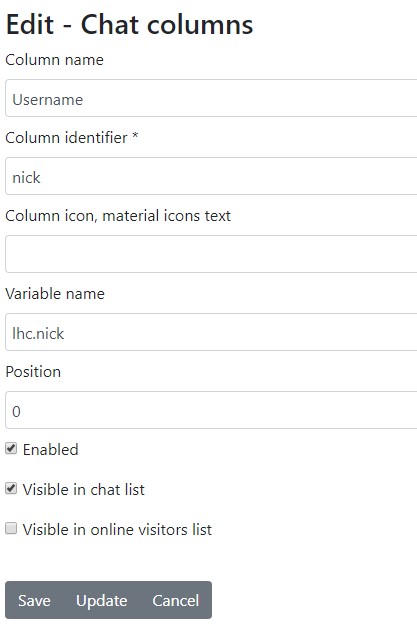 Edit - Chat columns
Column name
Username
Column identifier *
nick
Column icon, material icons text
Variable name
lhc.nick
Position
0
Enabled
Visible in chat list
Visible in online visitors list
Save Update Cancel